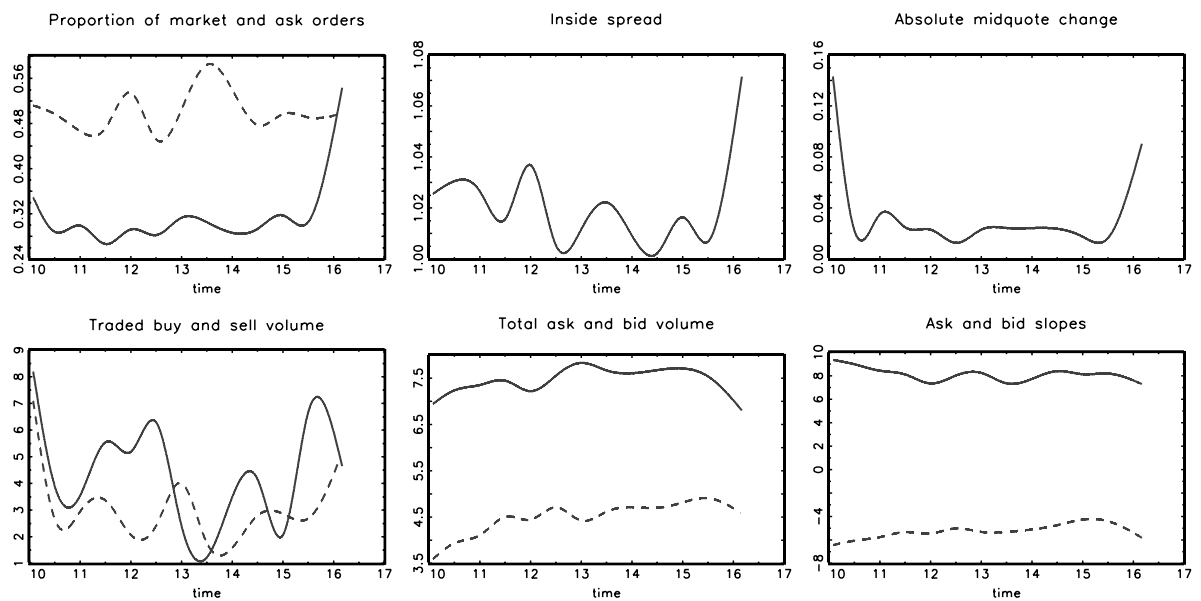 Proportion of market and ask orders
0.56
0.48
0.40
0.32
0.24
10 11 12 13 14 15 16 17
time
Inside spread
1.08
1.06
1.04
1.02
1.00
10 11 12 13 14 15 16 17
time
Absolute midquote change
0.16
0.12
0.08
0.04
0.00
10 11 12 13 14 15 16 17
time
Traded buy and sell volume
9
8
7
6
5
4
3
2
1
10 11 12 13 14 15 16 17
time
Total ask and bid volume
7.5
6.5
5.5
4.5
3.5
10 11 12 13 14 15 16 17
time
Ask and bid slopes
10
8
6
4
2
0
−4
−8
10 11 12 13 14 15 16 17
time